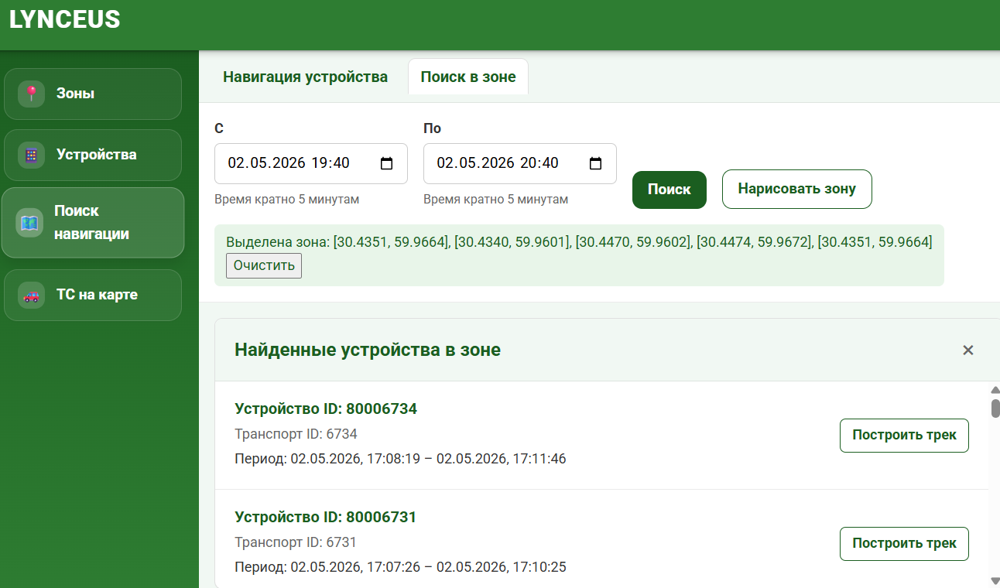 LYNCEUS
Зоны
Устройства
Поиск
навигации
ТС на карте
Навигация устройства
Поиск в зоне
С
По
02.05.2026 19:40
02.05.2026 20:40
Время кратно 5 минутам
Время кратно 5 минутам
Поиск
Нарисовать зону
Выделена зона: [30.4351, 59.9664], [30.4340, 59.9601], [30.4470, 59.9602], [30.4474, 59.9672], [30.4351, 59.9664]
Очистить
Найденные устройства в зоне
×
Устройство ID: 80006734
Транспорт ID: 6734
Период: 02.05.2026, 17:08:19 – 02.05.2026, 17:11:46
Построить трек
Устройство ID: 80006731
Транспорт ID: 6731
Период: 02.05.2026, 17:07:26 – 02.05.2026, 17:10:25
Построить трек